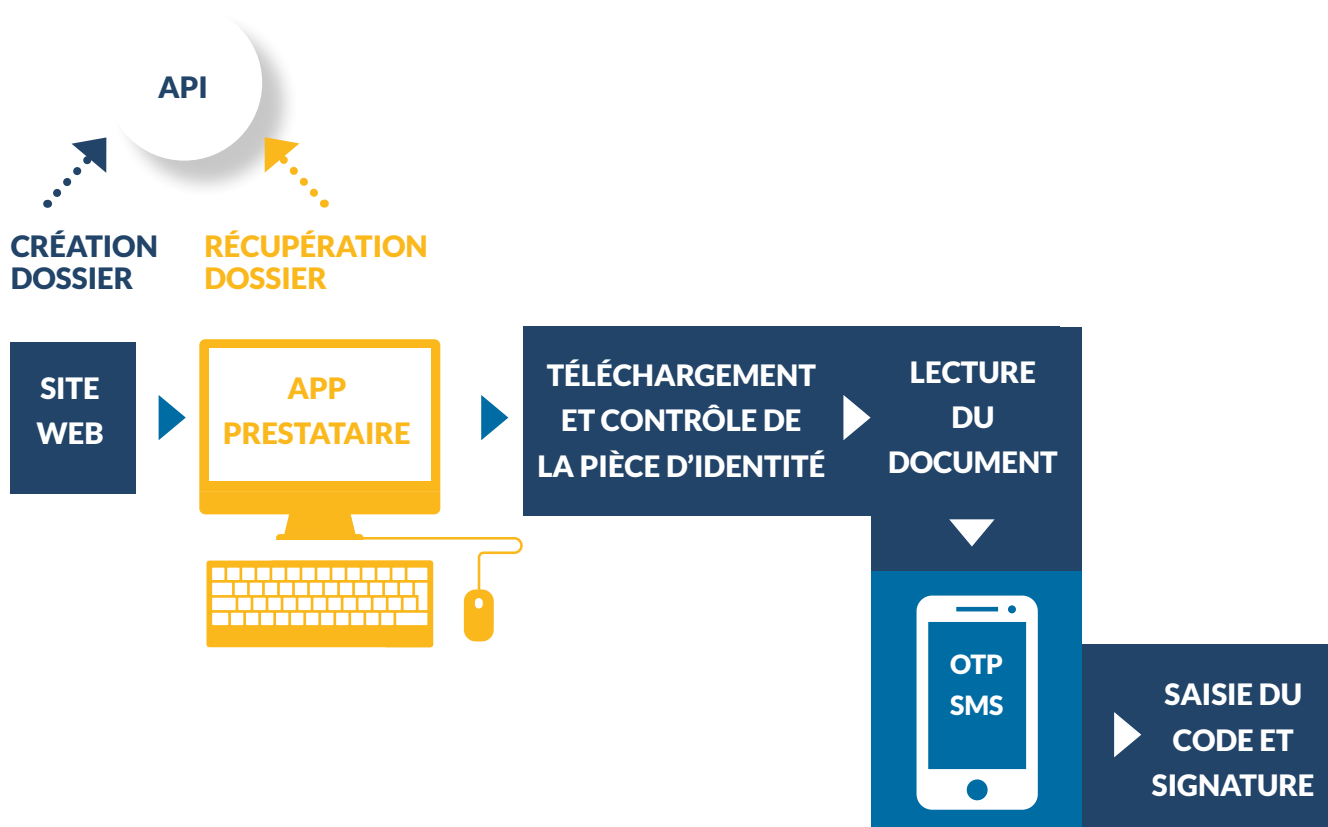 API
CRÉATION
DOSSIER
RÉCUPÉRATION
DOSSIER
SITE
WEB
APP
PRESTATAIRE
TÉLÉCHARGEMENT
ET CONTRÔLE DE
LA PIÈCE D’IDENTITÉ
LECTURE
DU
DOCUMENT
OTP
SMS
SAISIE DU
CODE ET
SIGNATURE